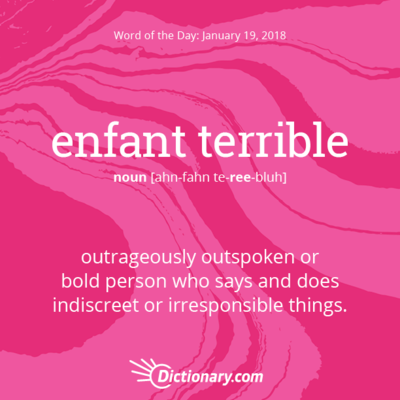 Word of the Day: January 19, 2018
enfant terrible
noun [ahn-fahn te-ree-bluh]
outrageously outspoken or
bold person who says and does
indiscreet or irresponsible things.
Dictionary.com